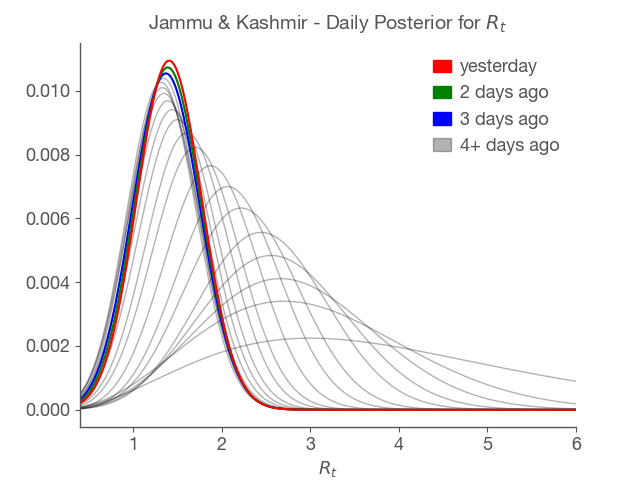 Jammu & Kashmir - Daily Posterior for R_t
yesterday
2 days ago
3 days ago
4+ days ago
0.010
0.008
0.006
0.004
0.002
0.000
1 2 3 4 5 6
R_t